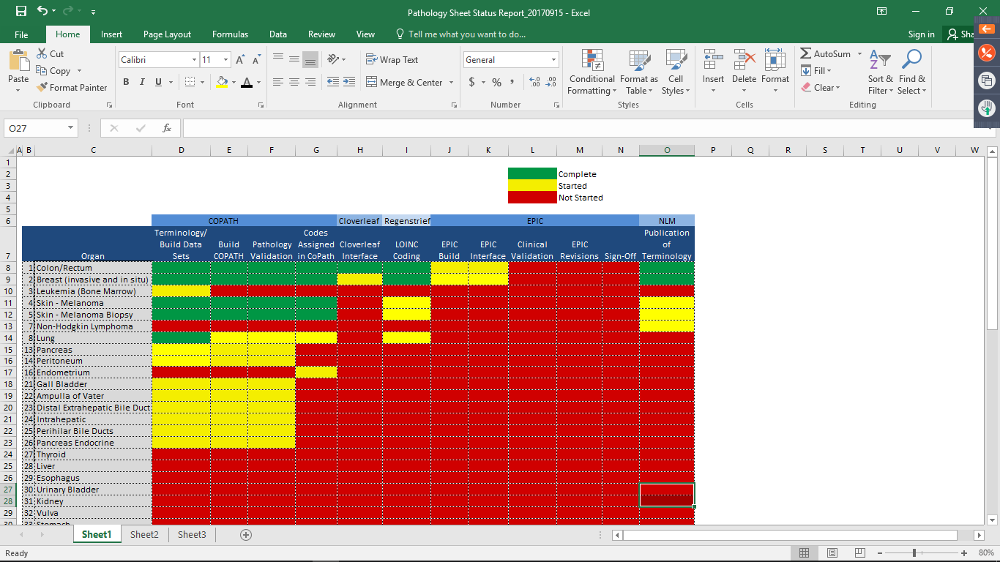 Pathology Sheet Status Report_20170915 - Excel
File Home Insert Page Layout Formulas Data Review View Tell me what you want to do... Sign in Sha
Paste Cut Copy Format Painter Clipboard
Calibri 11 B I U A A A Font
Wrap Text Merge & Center Alignment
General $ % , .0 .00 .00 .0 Number
Conditional Formatting Format as Table Cell Styles Styles
Insert Delete Format Cells
AutoSum Fill Clear Sort & Filter Find & Select Editing
O27 fx
A B C D E F G H I J K L M N O P Q R S T U V W
1
2 Complete
3 Started
4 Not Started
5
6 COPATH Cloverleaf Regenstrief EPIC NLM
7 Organ Terminology/ Build Data Sets Build COPATH Pathology Validation Codes Assigned in CoPath Cloverleaf Interface LOINC Coding EPIC Build EPIC Interface Clinical Validation EPIC Revisions Sign-Off Publication of Terminology
8 1 Colon/Rectum
9 2 Breast (invasive and in situ)
10 3 Leukemia (Bone Marrow)
11 4 Skin - Melanoma
12 5 Skin - Melanoma Biopsy
13 7 Non-Hodgkin Lymphoma
14 8 Lung
15 13 Pancreas
16 14 Peritoneum
17 16 Endometrium
18 21 Gall Bladder
19 22 Ampulla of Vater
20 23 Distal Extrahepatic Bile Duct
21 24 Intrahepatic
22 25 Perihilar Bile Ducts
23 26 Pancreas Endocrine
24 27 Thyroid
25 28 Liver
26 29 Esophagus
27 30 Urinary Bladder
28 31 Kidney
29 32 Vulva
30 33 Stomach
Sheet1 Sheet2 Sheet3
Ready 80%